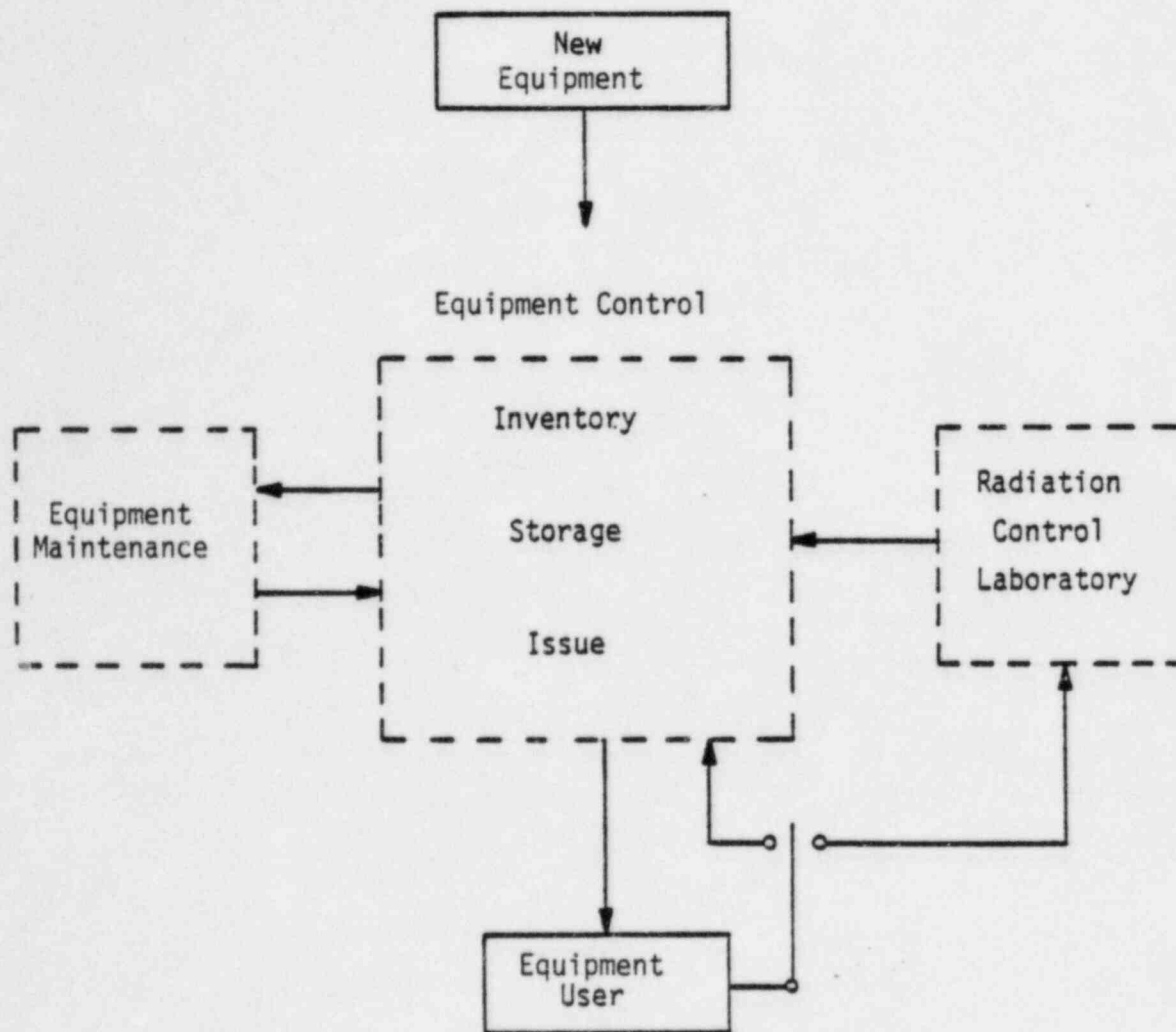 New
Equipment
Equipment Control
Inventory
Storage
Issue
Equipment
Maintenance
Radiation
Control
Laboratory
Equipment
User